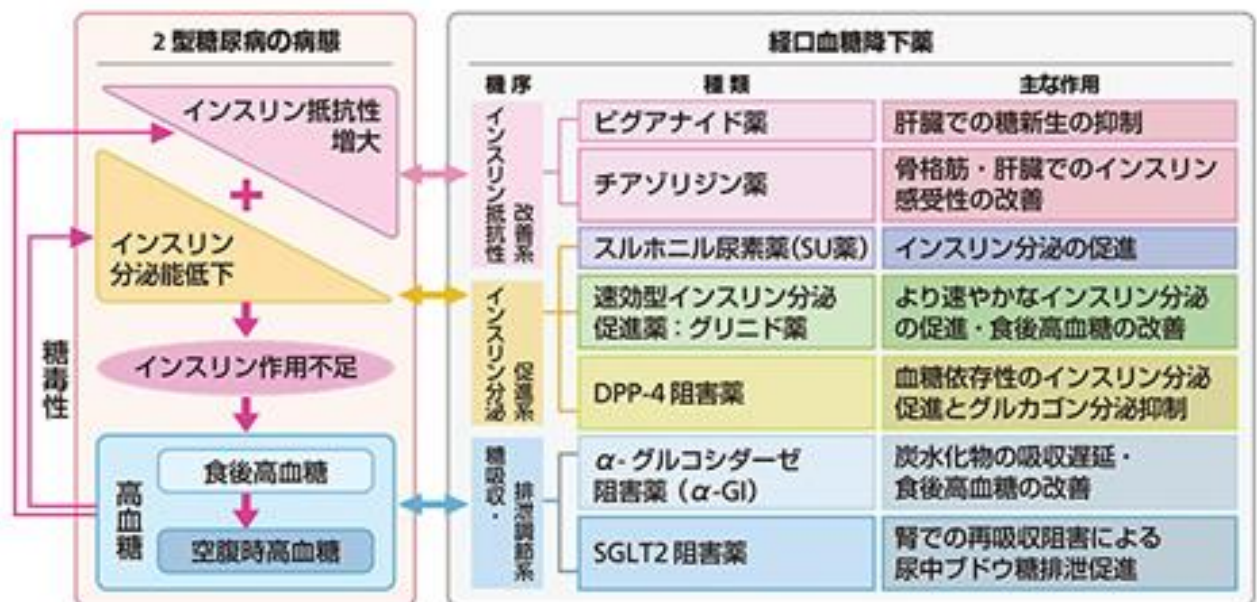 2型糖尿病の病態
インスリン抵抗性
増大
+
インスリン
分泌能低下
インスリン作用不足
高血糖
食後高血糖
空腹時高血糖
糖毒性
経口血糖降下薬
機序
種類
主な作用
インスリン抵抗性
改善系
ビグアナイド薬
肝臓での糖新生の抑制
チアゾリジン薬
骨格筋・肝臓でのインスリン
感受性の改善
インスリン分泌
促進系
スルホニル尿素薬(SU薬)
インスリン分泌の促進
速効型インスリン分泌
促進薬:グリニド薬
より速やかなインスリン分泌
の促進・食後高血糖の改善
DPP-4阻害薬
血糖依存性のインスリン分泌
促進とグルカゴン分泌抑制
糖吸収・
排泄調節系
α-グルコシダーゼ
阻害薬(α-GI)
炭水化物の吸収遅延・
食後高血糖の改善
SGLT2阻害薬
腎での再吸収阻害による
尿中ブドウ糖排泄促進